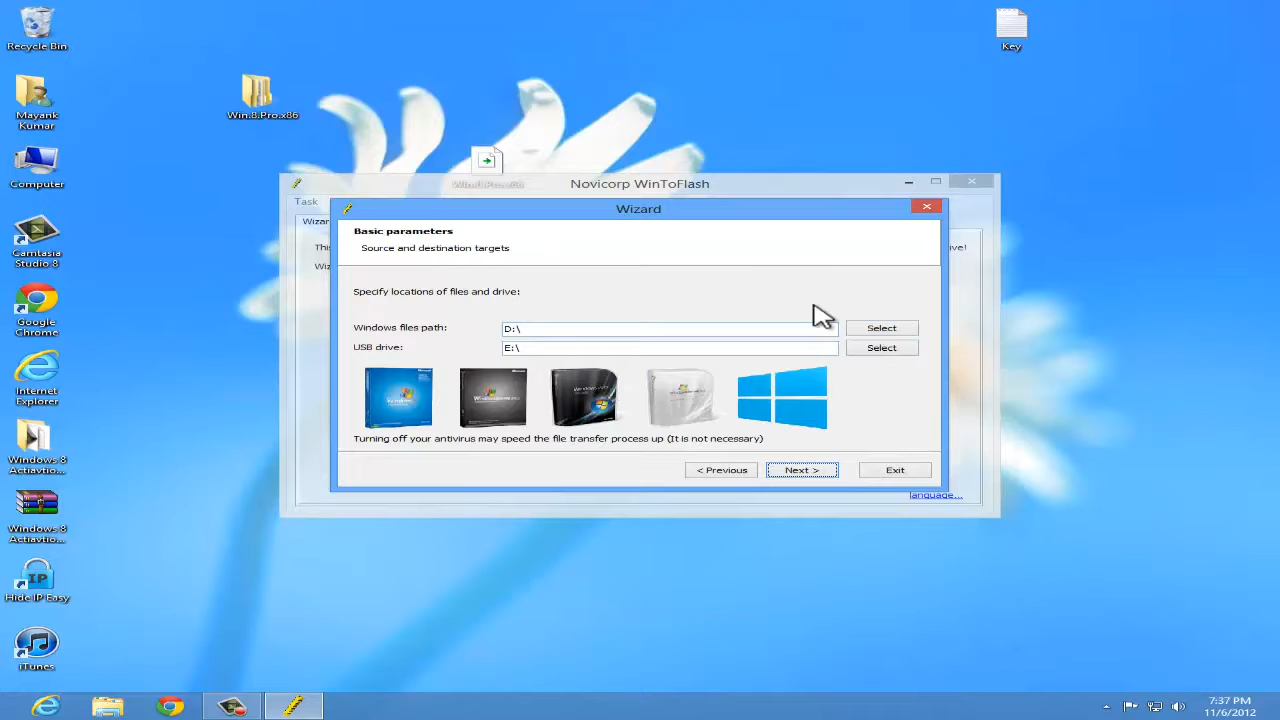 Recycle Bin
Key
Mayank
Kumar
Win.8.Pro.x86
Computer
Novicorp WinToFlash
Task
Wizard
Basic parameters
Source and destination targets
Specify locations of files and drive:
Windows files path:
D:\
Select
USB drive:
E:\
Select
Turning off your antivirus may speed the file transfer process up (It is not necessary)
< Previous
Next >
Exit
language...
Camtasia
Studio 8
Google
Chrome
Internet
Explorer
Windows 8
Activation...
Windows 8
Activation...
Hide IP Easy
iTunes
7:37 PM
11/6/2012